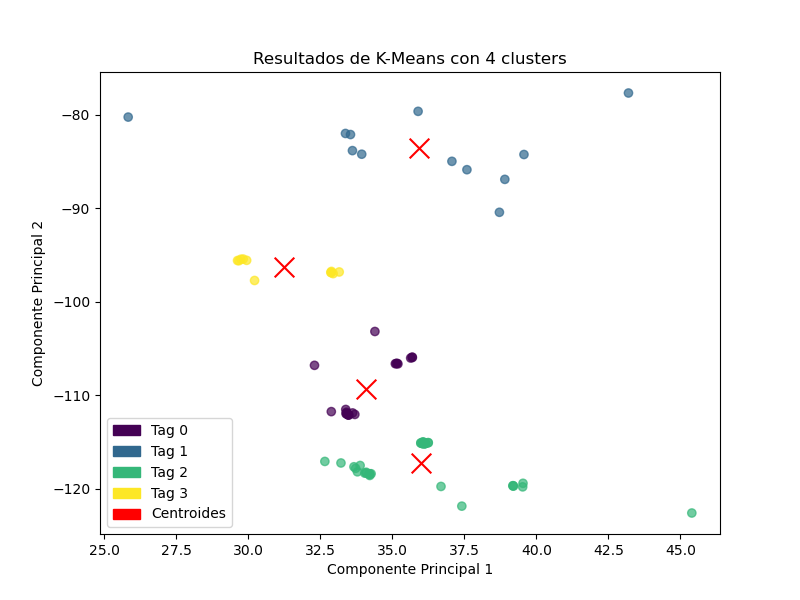 Resultados de K-Means con 4 clusters
Componente Principal 2
−80
−90
−100
−110
−120
Tag 0
Tag 1
Tag 2
Tag 3
Centroides
25.0 27.5 30.0 32.5 35.0 37.5 40.0 42.5 45.0
Componente Principal 1